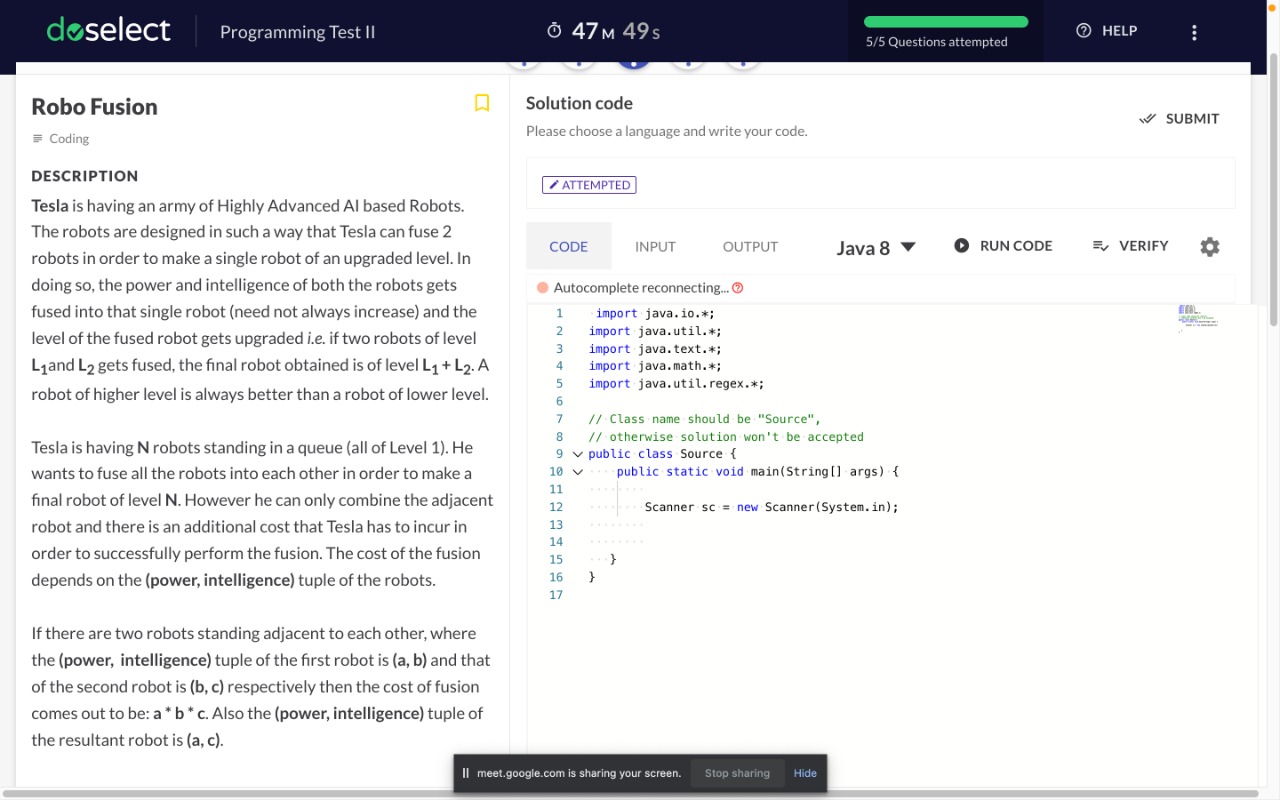 doselect
Programming Test II
47 M 49 S
5/5 Questions attempted
HELP
Robo Fusion
Coding
DESCRIPTION
Tesla is having an army of Highly Advanced AI based Robots.
The robots are designed in such a way that Tesla can fuse 2
robots in order to make a single robot of an upgraded level. In
doing so, the power and intelligence of both the robots gets
fused into that single robot (need not always increase) and the
level of the fused robot gets upgraded i.e. if two robots of level
L1and L2 gets fused, the final robot obtained is of level L1 + L2. A
robot of higher level is always better than a robot of lower level.
Tesla is having N robots standing in a queue (all of Level 1). He
wants to fuse all the robots into each other in order to make a
final robot of level N. However he can only combine the adjacent
robot and there is an additional cost that Tesla has to incur in
order to successfully perform the fusion. The cost of the fusion
depends on the (power, intelligence) tuple of the robots.
If there are two robots standing adjacent to each other, where
the (power, intelligence) tuple of the first robot is (a, b) and that
of the second robot is (b, c) respectively then the cost of fusion
comes out to be: a * b * c. Also the (power, intelligence) tuple of
the resultant robot is (a, c).
Solution code
Please choose a language and write your code.
SUBMIT
ATTEMPTED
CODE
INPUT
OUTPUT
Java 8
RUN CODE
VERIFY
Autocomplete reconnecting...
1 import java.io.*;
2 import java.util.*;
3 import java.text.*;
4 import java.math.*;
5 import java.util.regex.*;
6
7 // Class name should be "Source",
8 // otherwise solution won't be accepted
9 public class Source {
10 public static void main(String[] args) {
11
12 Scanner sc = new Scanner(System.in);
13
14
15 }
16 }
17
meet.google.com is sharing your screen.
Stop sharing
Hide